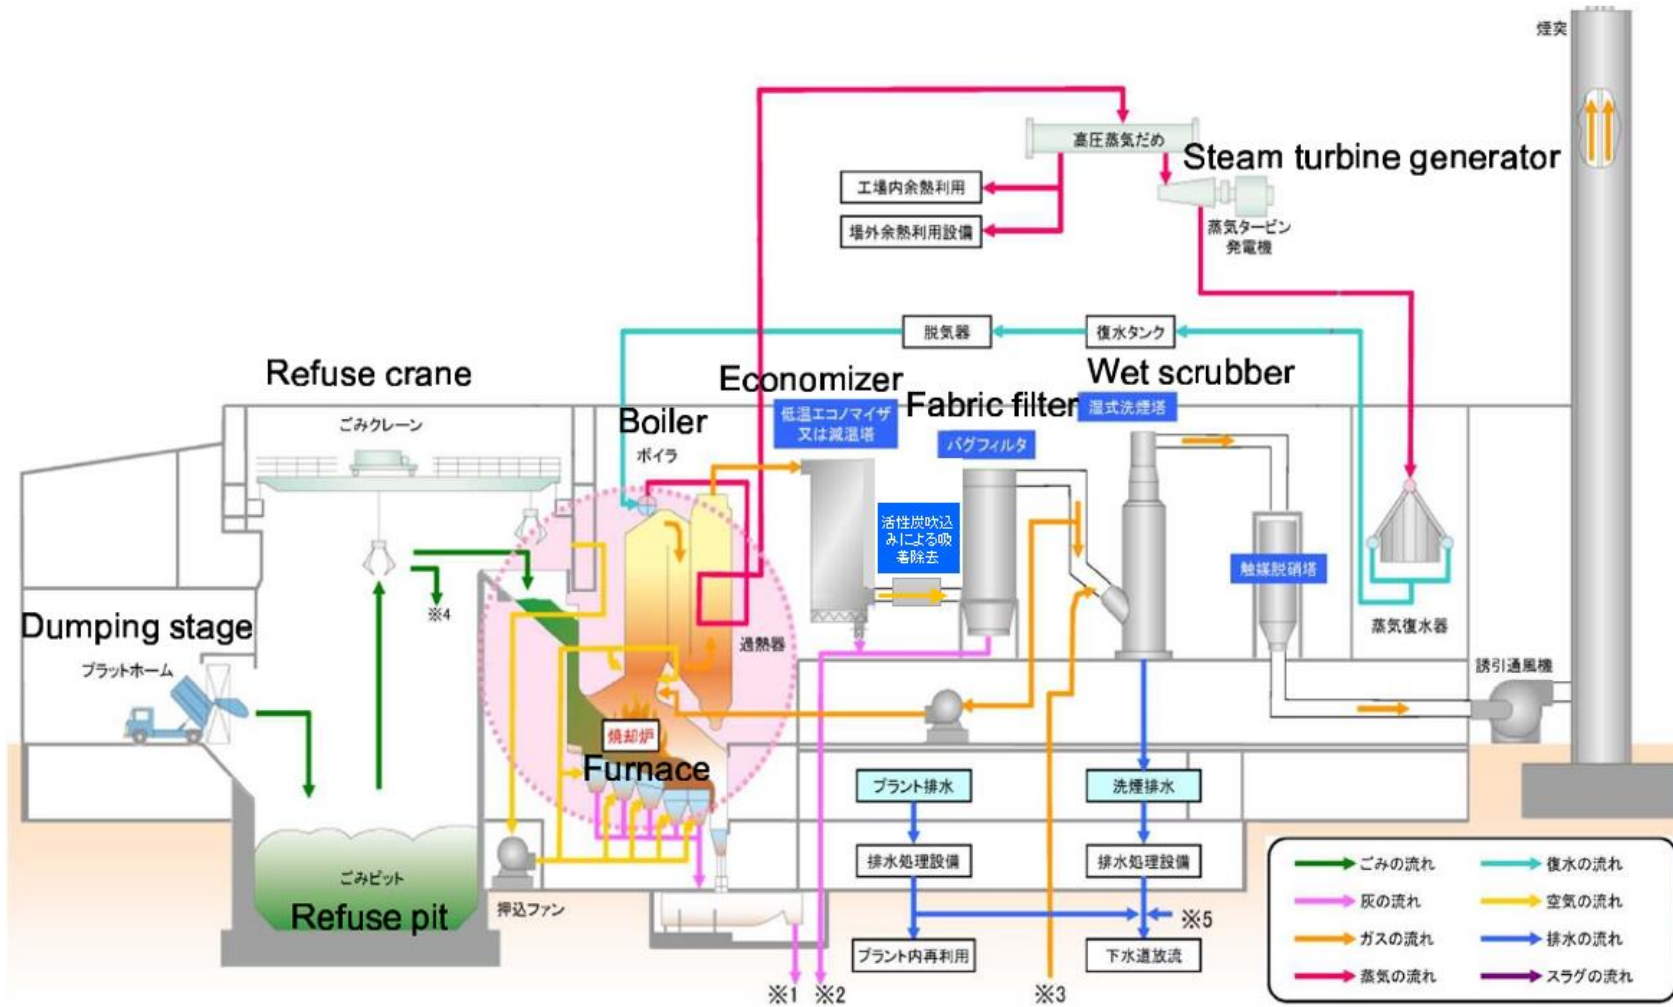 煙突
高圧蒸気だめ
Steam turbine generator
工場内余熱利用
場外余熱利用設備
蒸気タービン
発電機
脱気器
復水タンク
Refuse crane
ごみクレーン
Boiler
ボイラ
Economizer
低温エコノマイザ
又は減温塔
Fabric filter
バグフィルタ
Wet scrubber
湿式洗煙塔
活性炭吹込
みによる吸
着除去
触媒脱硝塔
蒸気復水器
※4
Dumping stage
プラットホーム
過熱器
誘引通風機
焼却炉
Furnace
プラント排水
洗煙排水
排水処理設備
排水処理設備
ごみピット
Refuse pit
押込ファン
※5
プラント内再利用
下水道放流
※1
※2
※3
ごみの流れ
復水の流れ
灰の流れ
空気の流れ
ガスの流れ
排水の流れ
蒸気の流れ
スラグの流れ